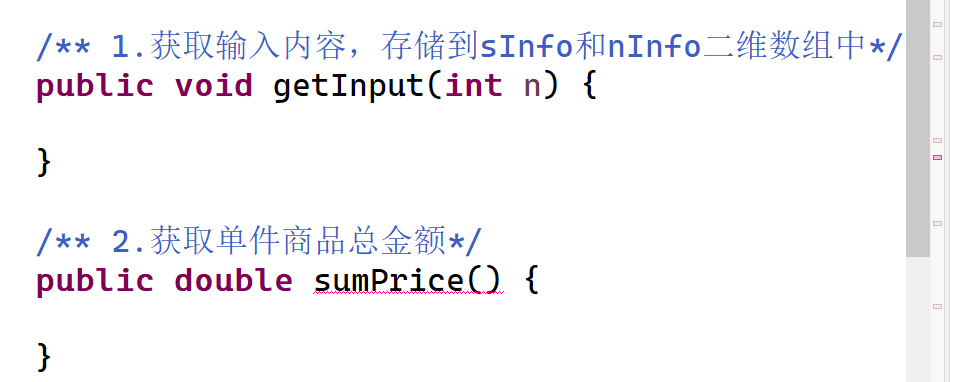 /** 1.获取输入内容，存储到sInfo和nInfo二维数组中*/
public void getInput(int n) {
}
/** 2.获取单件商品总金额*/
public double sumPrice() {
}